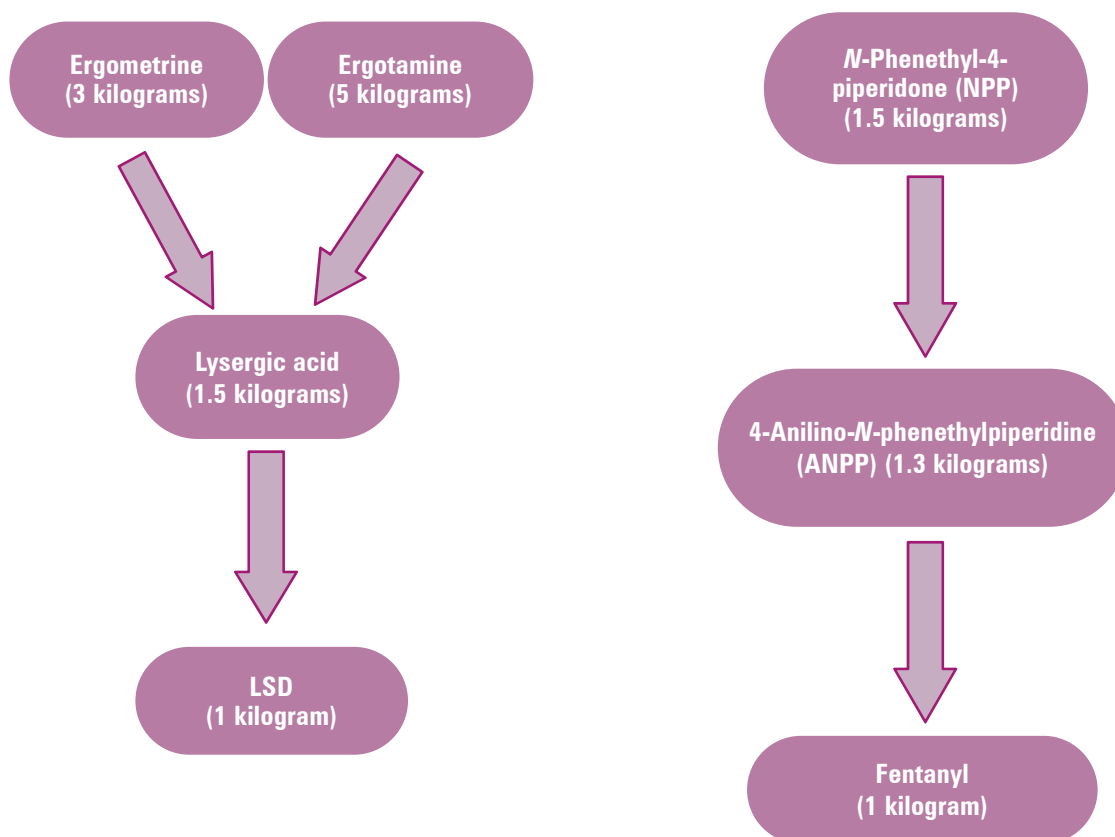 Ergometrine
(3 kilograms)
Ergotamine
(5 kilograms)
Lysergic acid
(1.5 kilograms)
LSD
(1 kilogram)
N-Phenethyl-4-
piperidone (NPP)
(1.5 kilograms)
4-Anilino-N-phenethylpiperidine
(ANPP) (1.3 kilograms)
Fentanyl
(1 kilogram)